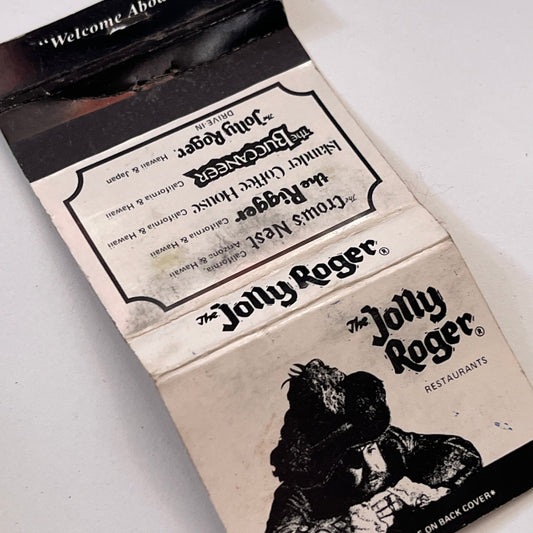 "Welcome Abo
The Crow's Nest California, Arizona & Hawaii
the Rigger California & Hawaii
Islander Coffee House California & Hawaii
the BUCCANEER California & Hawaii
The Jolly Roger, Hawaii & Japan
DRIVE-IN
The Jolly Roger®
The Jolly
Roger®
RESTAURANTS
E ON BACK COVER•